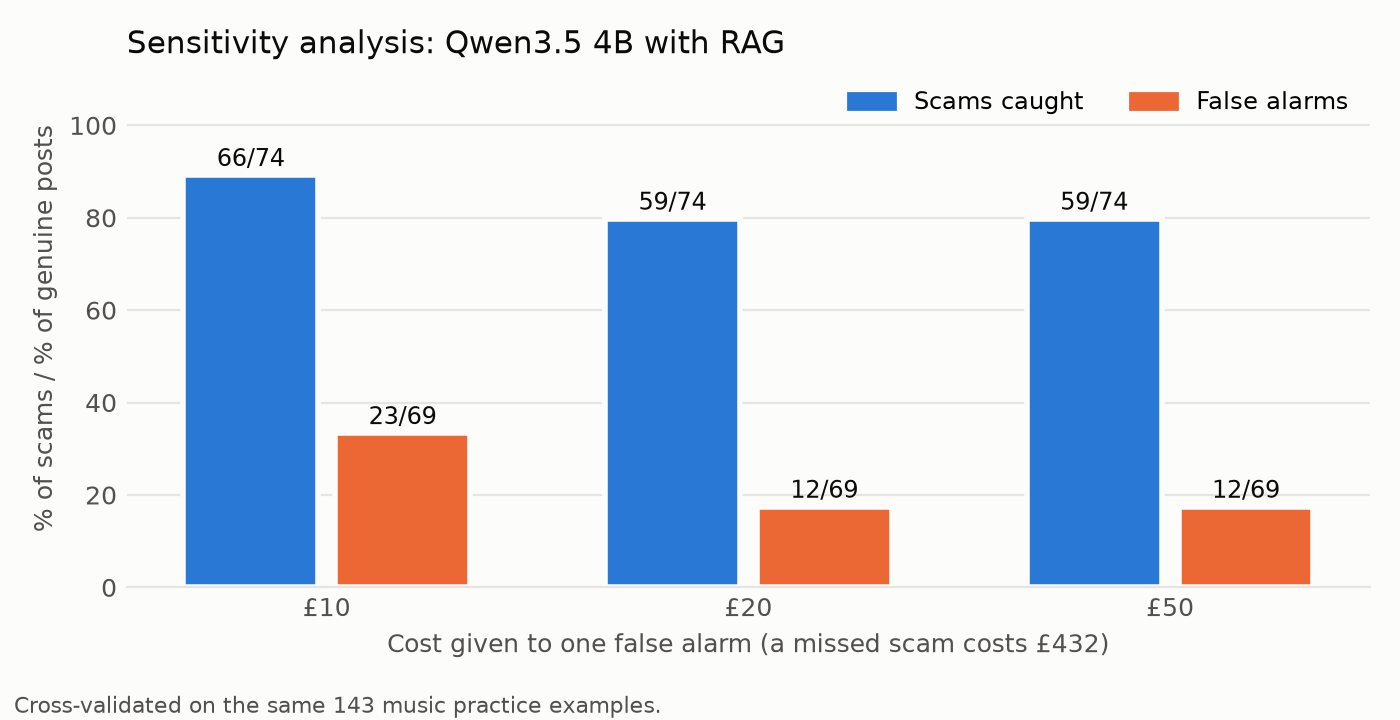 Sensitivity analysis: Qwen3.5 4B with RAG
Scams caught
False alarms
% of scams / % of genuine posts
100
80
60
40
20
0
66/74
23/69
59/74
12/69
59/74
12/69
£10
£20
£50
Cost given to one false alarm (a missed scam costs £432)
Cross-validated on the same 143 music practice examples.